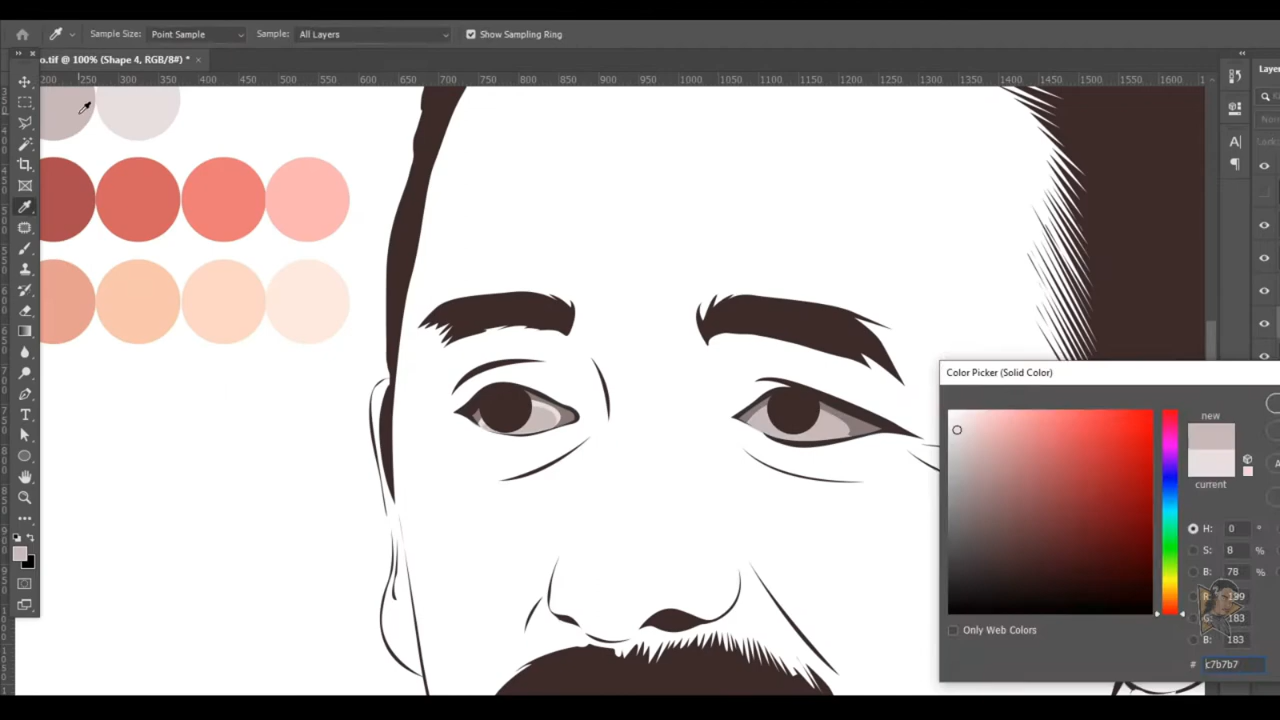 Sample Size: Point Sample Sample: All Layers Show Sampling Ring
o.tif @ 100% (Shape 4, RGB/8#) * ×
Layer
200 250 300 350 400 450 500 550 600 650 700 750 800 850 900 950 1000 1050 1100 1150 1200 1250 1300 1350 1400 1450 1500 1550 1600
Color Picker (Solid Color)
new
current
H: 0 °
S: 8 %
B: 78 %
R: 199
G: 183
B: 183
Only Web Colors
# c7b7b7